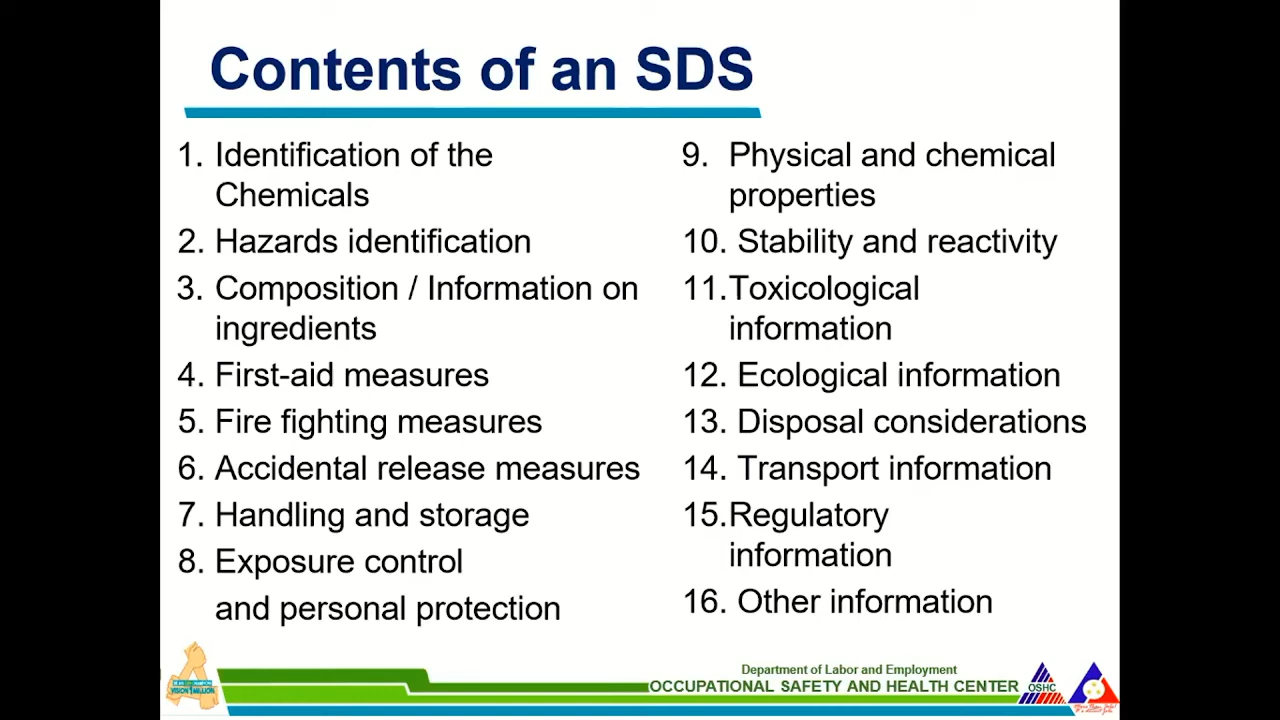 Contents of an SDS
1. Identification of the
Chemicals
2. Hazards identification
3. Composition / Information on
ingredients
4. First-aid measures
5. Fire fighting measures
6. Accidental release measures
7. Handling and storage
8. Exposure control
and personal protection
9. Physical and chemical
properties
10. Stability and reactivity
11.Toxicological
information
12. Ecological information
13. Disposal considerations
14. Transport information
15.Regulatory
information
16. Other information
VISION 1 MILLION
Department of Labor and Employment
OCCUPATIONAL SAFETY AND HEALTH CENTER
OSHC